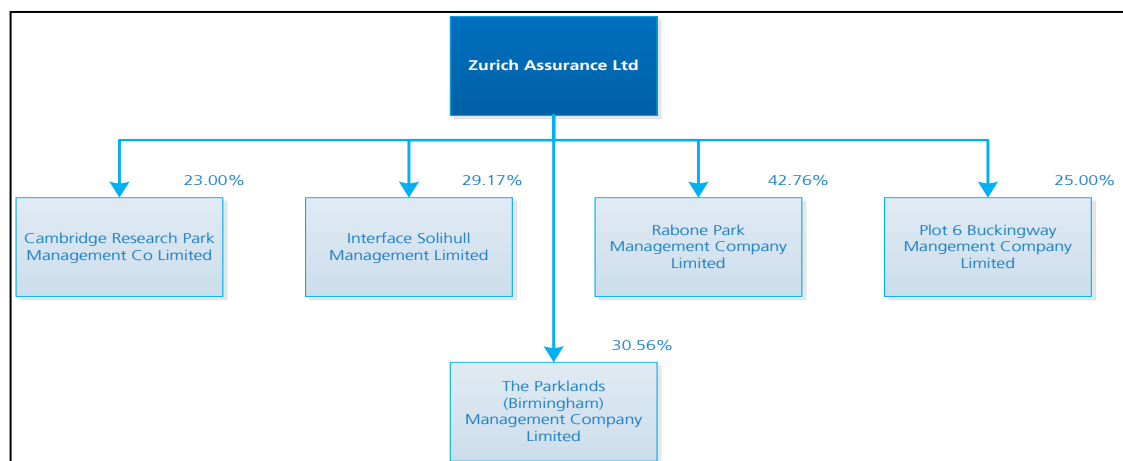 Zurich Assurance Ltd
23.00%
29.17%
42.76%
25.00%
Cambridge Research Park
Management Co Limited
Interface Solihull
Management Limited
Rabone Park
Management Company
Limited
Plot 6 Buckingway
Mangement Company
Limited
30.56%
The Parklands
(Birmingham)
Management Company
Limited